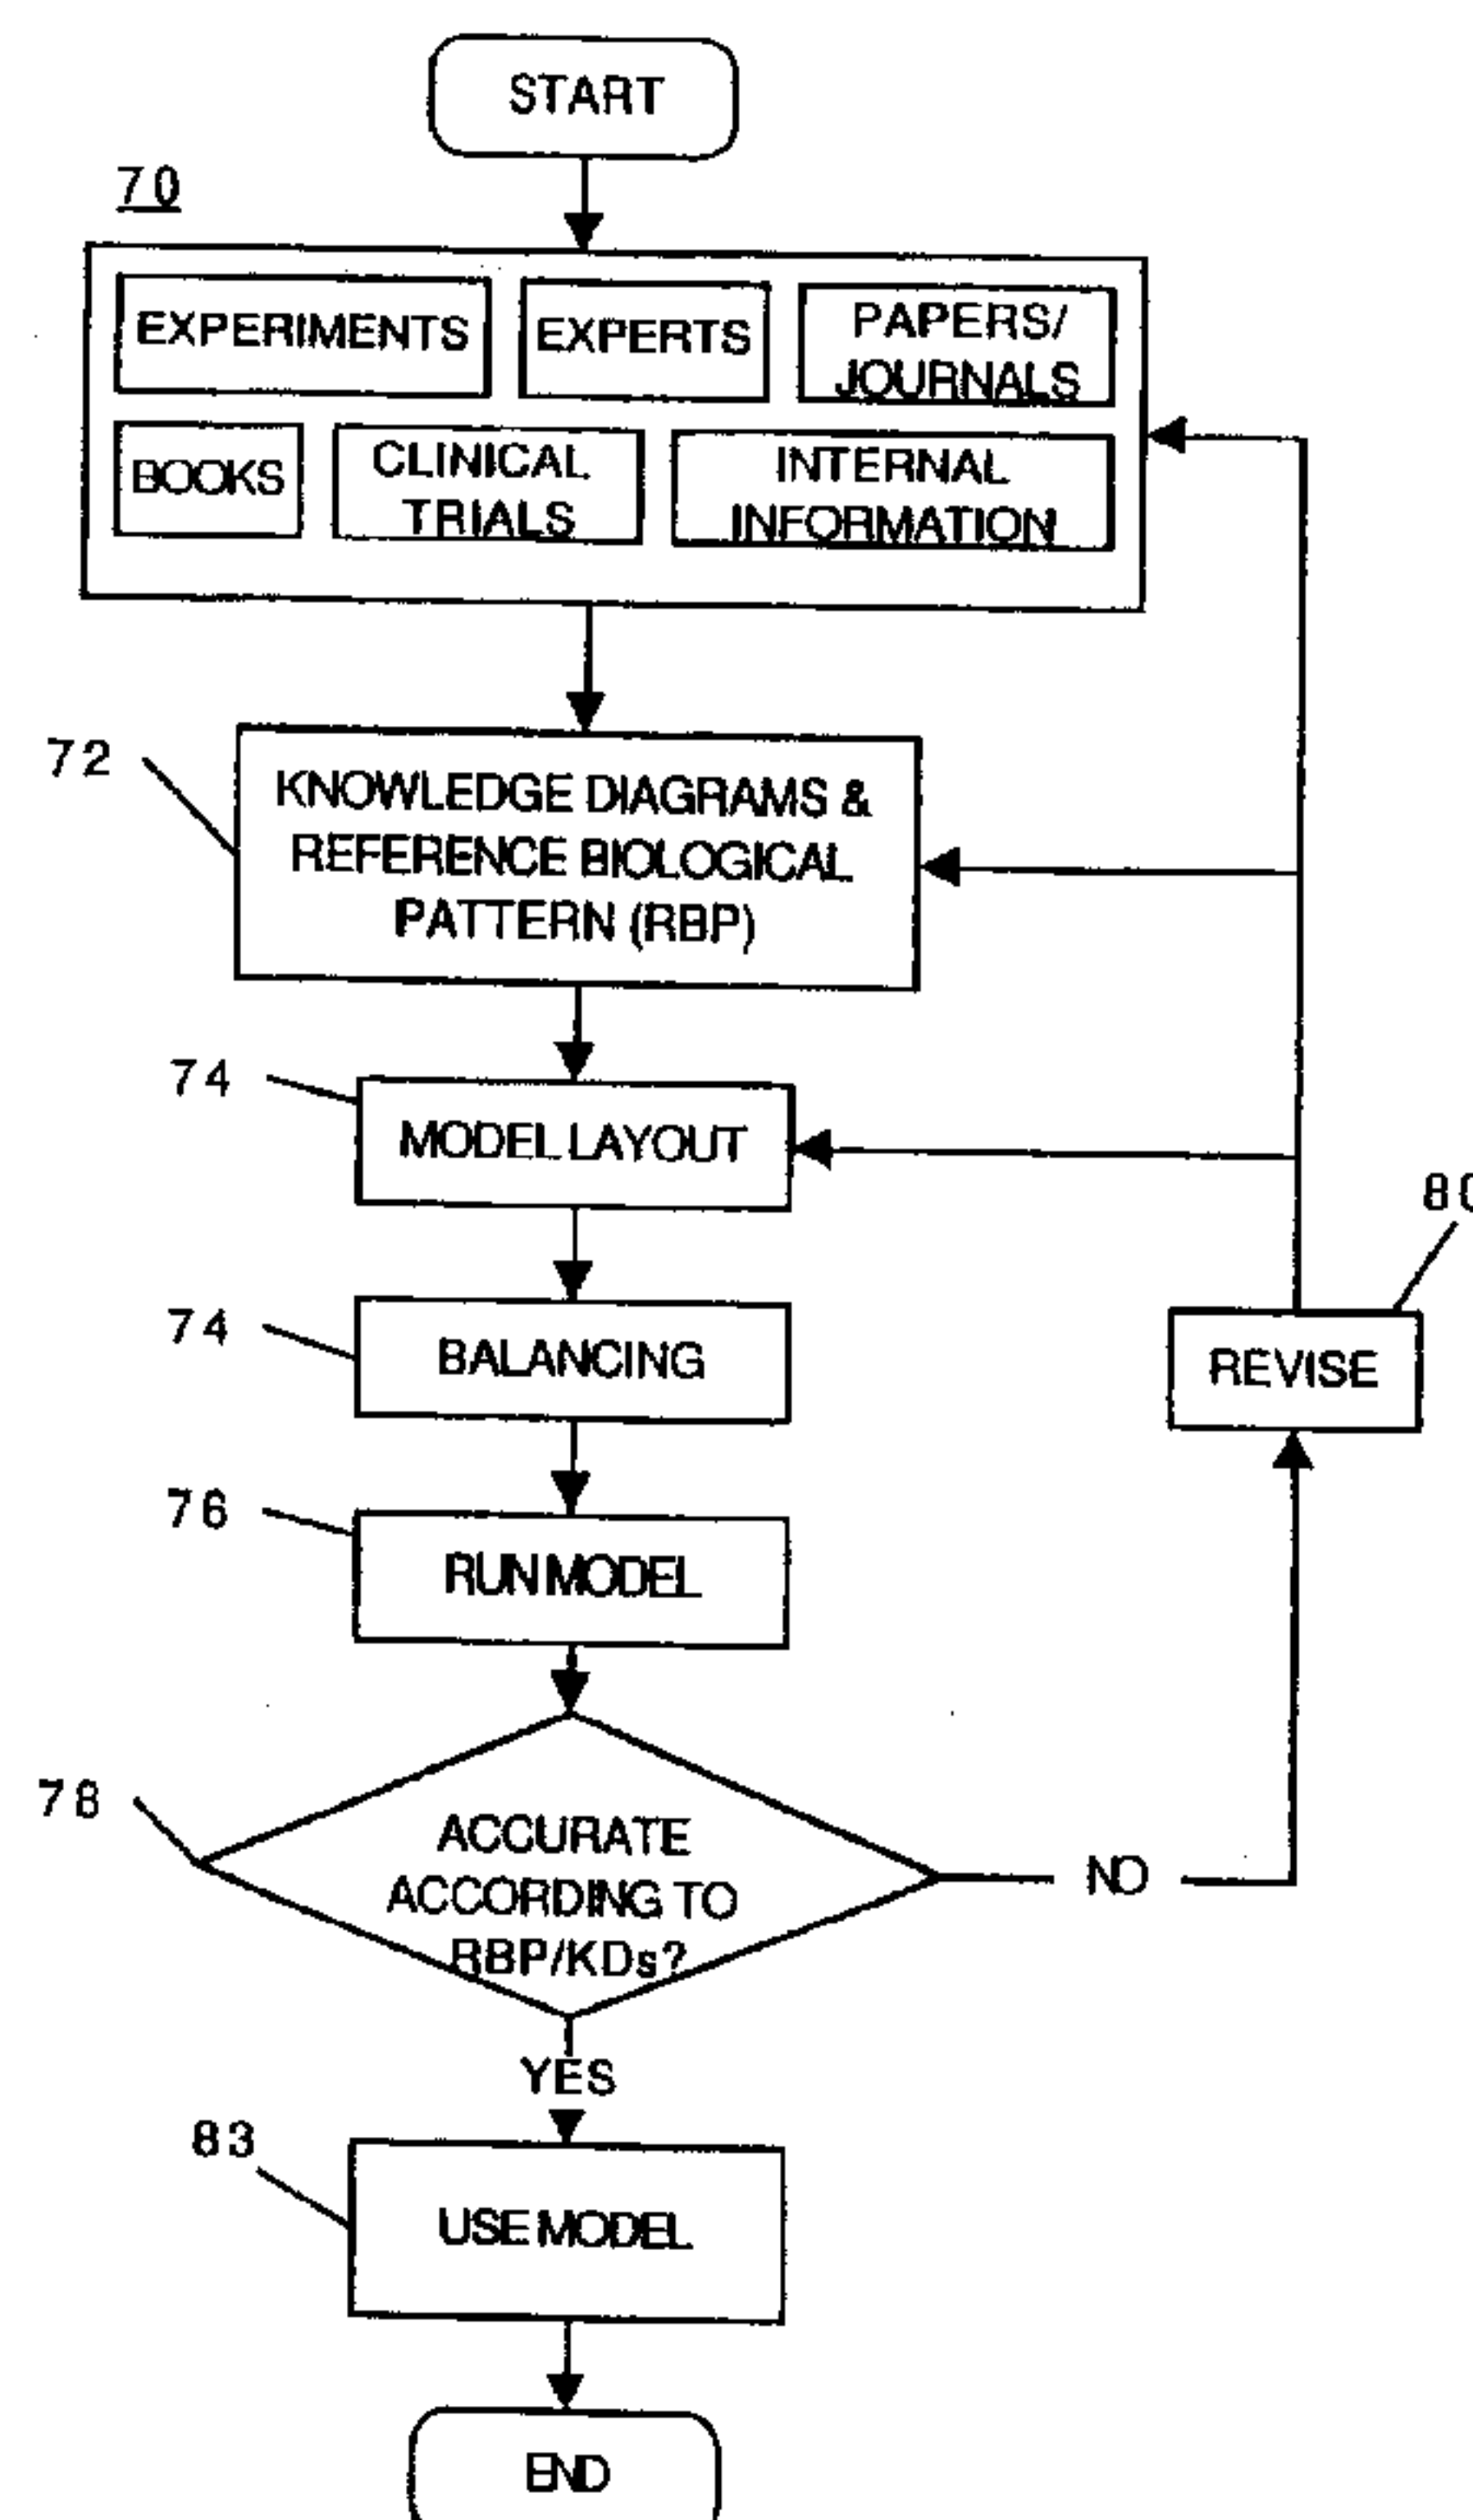 START
70
EXPERIMENTS
EXPERTS
PAPERS/
JOURNALS
BOOKS
CLINICAL
TRIALS
INTERNAL
INFORMATION
72
KNOWLEDGE DIAGRAMS &
REFERENCE BIOLOGICAL
PATTERN (RBP)
74
MODEL LAYOUT
80
74
BALANCING
REVISE
76
RUN MODEL
78
ACCURATE
ACCORDING TO
RBP/KDs?
NO
YES
83
USE MODEL
END